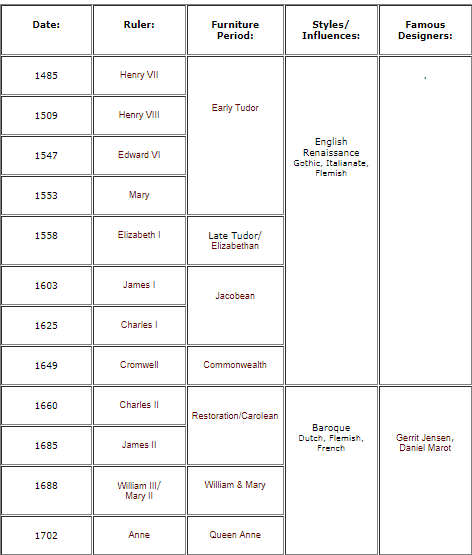 Date: Ruler: Furniture Period: Styles/ Influences: Famous Designers:
1485 Henry VII
Early Tudor
1509 Henry VIII
English Renaissance
Gothic, Italianate,
Flemish
1547 Edward VI
1553 Mary
1558 Elizabeth I Late Tudor/
Elizabethan
1603 James I
Jacobean
1625 Charles I
1649 Cromwell Commonwealth
1660 Charles II
Restoration/Carolean
Baroque
Dutch, Flemish,
French
Gerrit Jensen,
Daniel Marot
1685 James II
1688 William III/
Mary II
William & Mary
1702 Anne Queen Anne